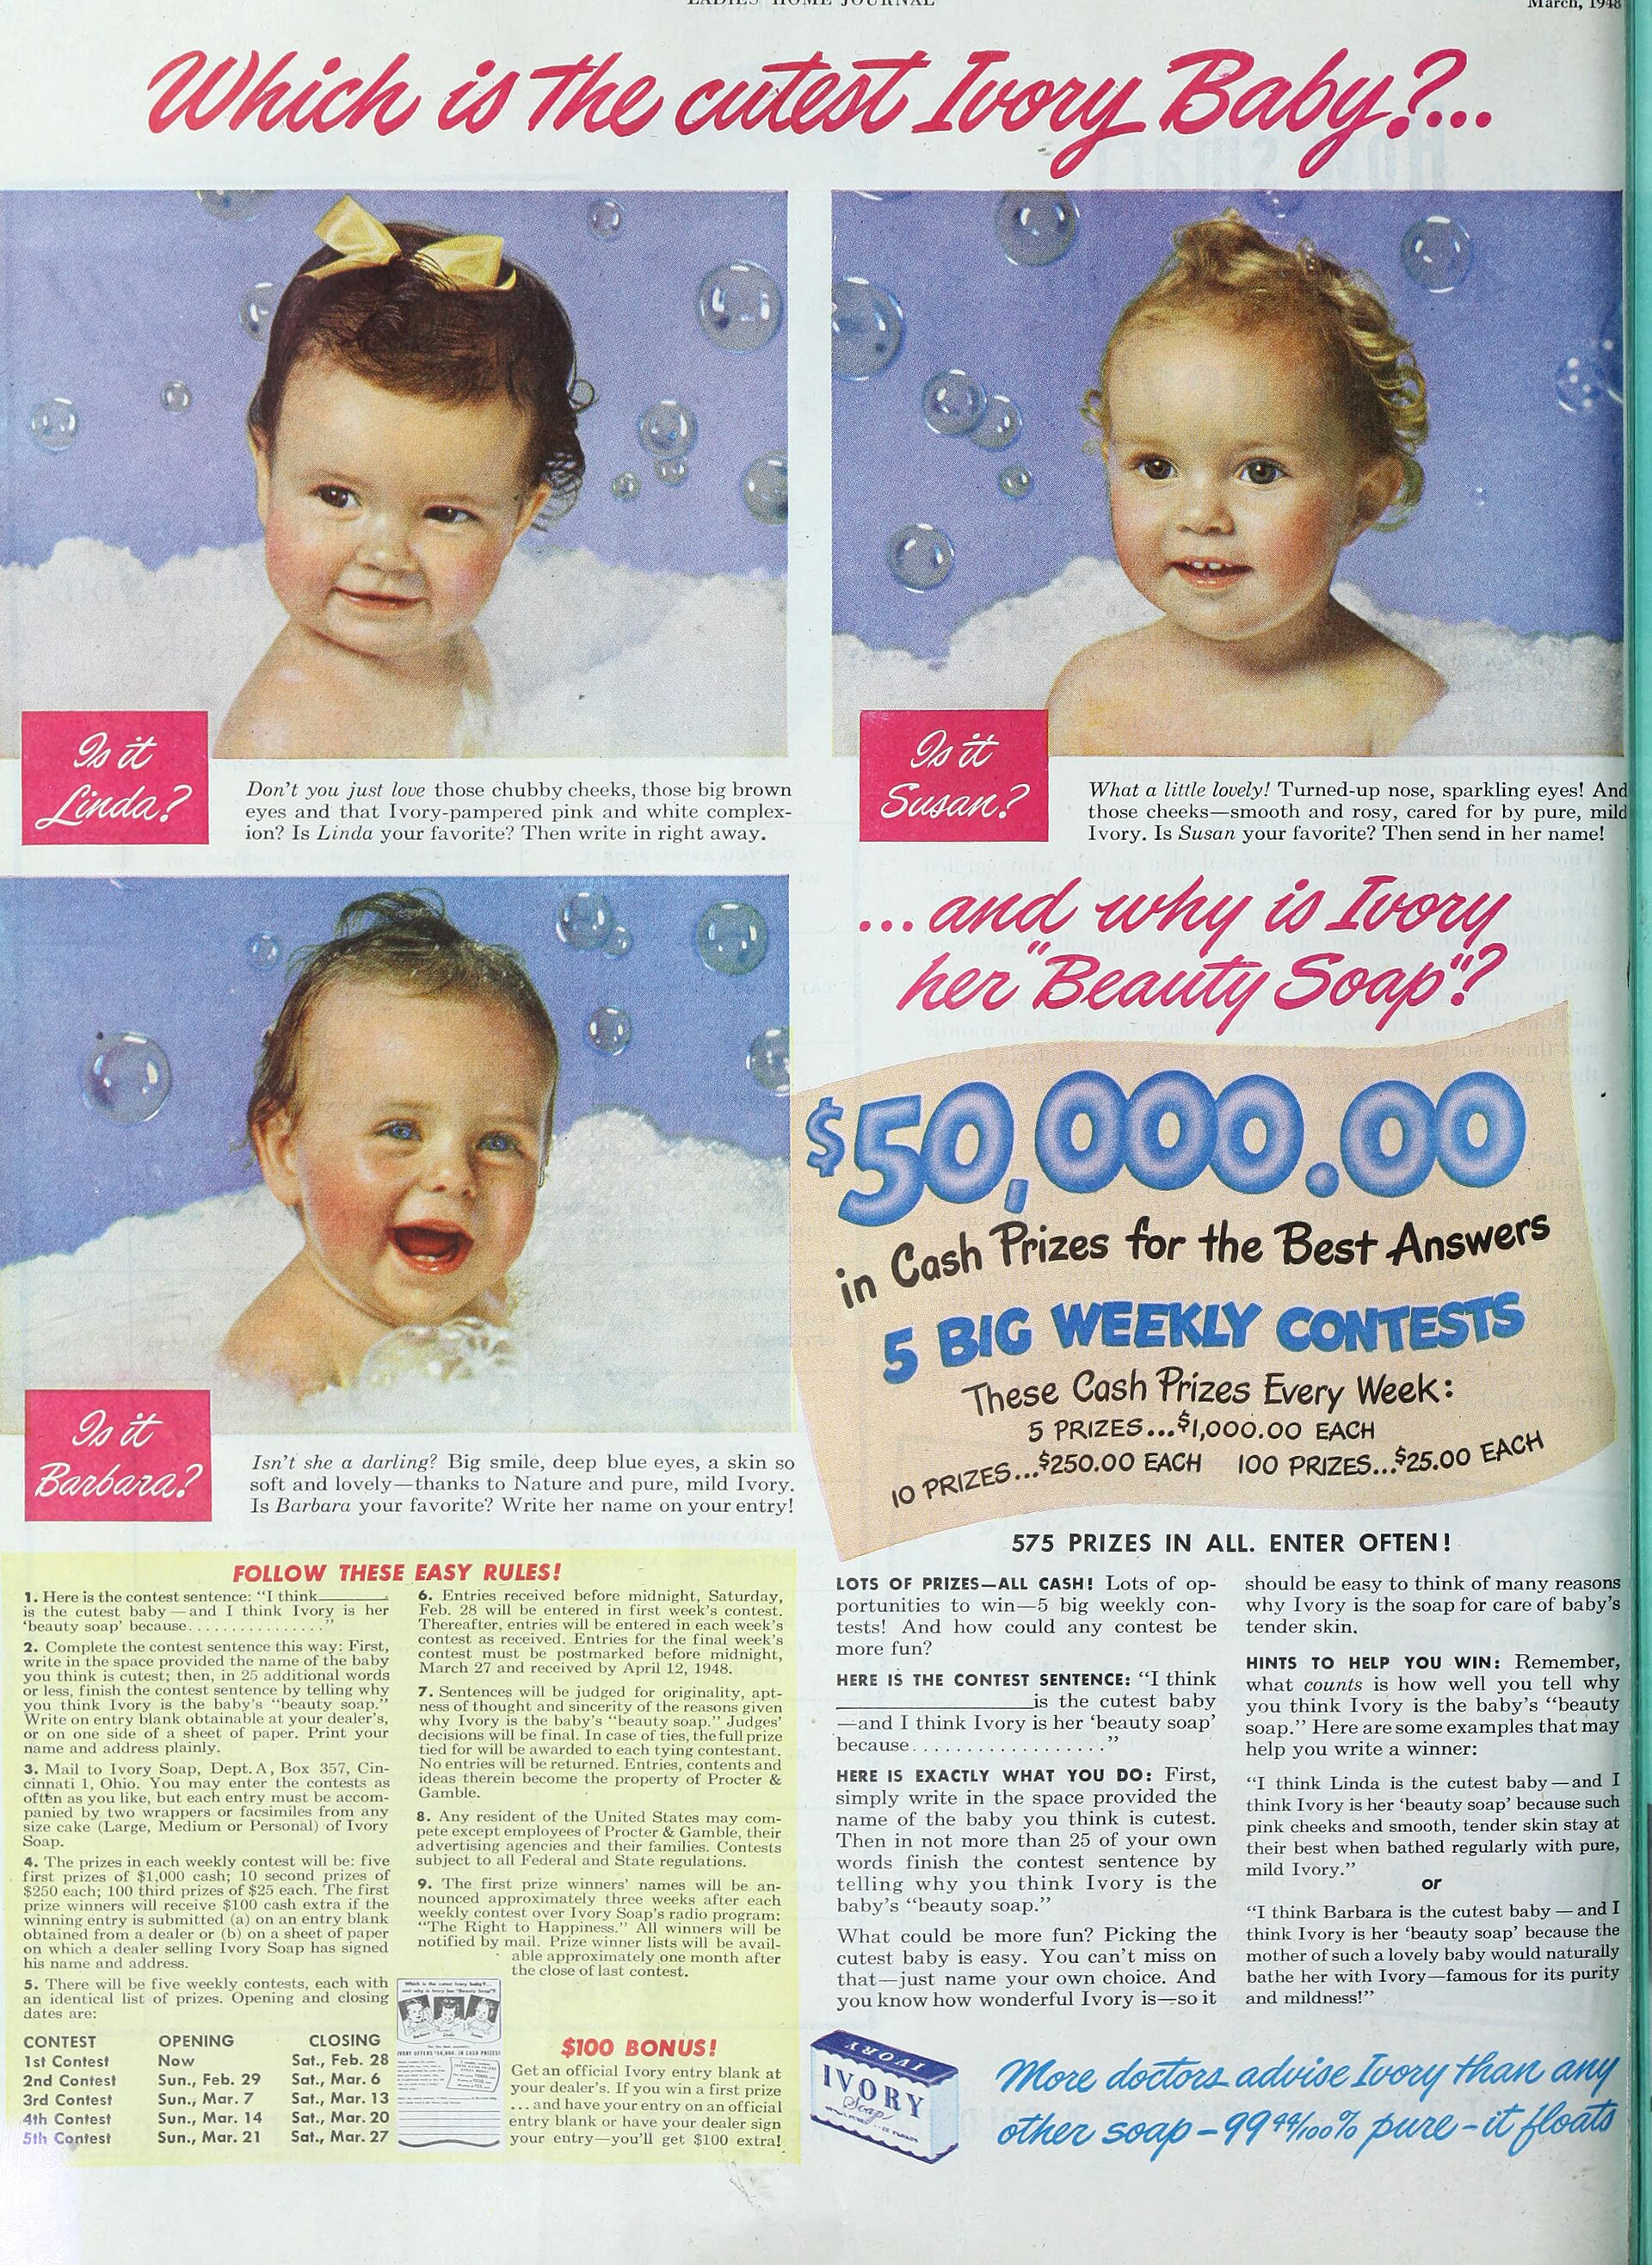 LADIES' HOME JOURNAL
March, 1948
Which is the cutest Ivory Baby?...
Is it
Linda?
Don't you just love those chubby cheeks, those big brown
eyes and that Ivory-pampered pink and white complex-
ion? Is Linda your favorite? Then write in right away.
Is it
Susan?
What a little lovely! Turned-up nose, sparkling eyes! And
those cheeks—smooth and rosy, cared for by pure, mild
Ivory. Is Susan your favorite? Then send in her name!
Is it
Barbara?
Isn't she a darling? Big smile, deep blue eyes, a skin so
soft and lovely—thanks to Nature and pure, mild Ivory.
Is Barbara your favorite? Write her name on your entry!
...and why is Ivory
her "Beauty Soap"?
$50,000.00
in Cash Prizes for the Best Answers
5 BIG WEEKLY CONTESTS
These Cash Prizes Every Week:
5 PRIZES...$1,000.00 EACH
10 PRIZES...$250.00 EACH 100 PRIZES...$25.00 EACH
575 PRIZES IN ALL. ENTER OFTEN!
FOLLOW THESE EASY RULES!
1. Here is the contest sentence: "I think________
is the cutest baby—and I think Ivory is her
'beauty soap' because................"
2. Complete the contest sentence this way: First,
write in the space provided the name of the baby
you think is cutest; then, in 25 additional words
or less, finish the contest sentence by telling why
you think Ivory is the baby's "beauty soap."
Write on entry blank obtainable at your dealer's,
or on one side of a sheet of paper. Print your
name and address plainly.
3. Mail to Ivory Soap, Dept. A, Box 357, Cin-
cinnati 1, Ohio. You may enter the contests as
often as you like, but each entry must be accom-
panied by two wrappers or facsimiles from any
size cake (Large, Medium or Personal) of Ivory
Soap.
4. The prizes in each weekly contest will be: five
first prizes of $1,000 cash; 10 second prizes of
$250 each; 100 third prizes of $25 each. The first
prize winners will receive $100 cash extra if the
winning entry is submitted (a) on an entry blank
obtained from a dealer or (b) on a sheet of paper
on which a dealer selling Ivory Soap has signed
his name and address.
5. There will be five weekly contests, each with
an identical list of prizes. Opening and closing
dates are:
CONTEST OPENING CLOSING
1st Contest Now Sat., Feb. 28
2nd Contest Sun., Feb. 29 Sat., Mar. 6
3rd Contest Sun., Mar. 7 Sat., Mar. 13
4th Contest Sun., Mar. 14 Sat., Mar. 20
5th Contest Sun., Mar. 21 Sat., Mar. 27
6. Entries received before midnight, Saturday,
Feb. 28 will be entered in first week's contest.
Thereafter, entries will be entered in each week's
contest as received. Entries for the final week's
contest must be postmarked before midnight,
March 27 and received by April 12, 1948.
7. Sentences will be judged for originality, apt-
ness of thought and sincerity of the reasons given
why Ivory is the baby's "beauty soap." Judges'
decisions will be final. In case of ties, the full prize
tied for will be awarded to each tying contestant.
No entries will be returned. Entries, contents and
ideas therein become the property of Procter &
Gamble.
8. Any resident of the United States may com-
pete except employees of Procter & Gamble, their
advertising agencies and their families. Contests
subject to all Federal and State regulations.
9. The first prize winners' names will be an-
nounced approximately three weeks after each
weekly contest over Ivory Soap's radio program:
"The Right to Happiness." All winners will be
notified by mail. Prize winner lists will be avail-
able approximately one month after
the close of last contest.
Which is the cutest Ivory baby?...
and why is Ivory her "Beauty Soap"?
IVORY OFFERS $50,000. IN CASH PRIZES!
$100 BONUS!
Get an official Ivory entry blank at
your dealer's. If you win a first prize
... and have your entry on an official
entry blank or have your dealer sign
your entry—you'll get $100 extra!
LOTS OF PRIZES—ALL CASH! Lots of op-
portunities to win—5 big weekly con-
tests! And how could any contest be
more fun?
HERE IS THE CONTEST SENTENCE: "I think
________________is the cutest baby
—and I think Ivory is her 'beauty soap'
because.................."
HERE IS EXACTLY WHAT YOU DO: First,
simply write in the space provided the
name of the baby you think is cutest.
Then in not more than 25 of your own
words finish the contest sentence by
telling why you think Ivory is the
baby's "beauty soap."
What could be more fun? Picking the
cutest baby is easy. You can't miss on
that—just name your own choice. And
you know how wonderful Ivory is—so it
should be easy to think of many reasons
why Ivory is the soap for care of baby's
tender skin.
HINTS TO HELP YOU WIN: Remember,
what counts is how well you tell why
you think Ivory is the baby's "beauty
soap." Here are some examples that may
help you write a winner:
"I think Linda is the cutest baby—and I
think Ivory is her 'beauty soap' because such
pink cheeks and smooth, tender skin stay at
their best when bathed regularly with pure,
mild Ivory."
or
"I think Barbara is the cutest baby—and I
think Ivory is her 'beauty soap' because the
mother of such a lovely baby would naturally
bathe her with Ivory—famous for its purity
and mildness!"
IVORY
IVORY
Soap
More doctors advise Ivory than any
other soap—99 44/100% pure—it floats